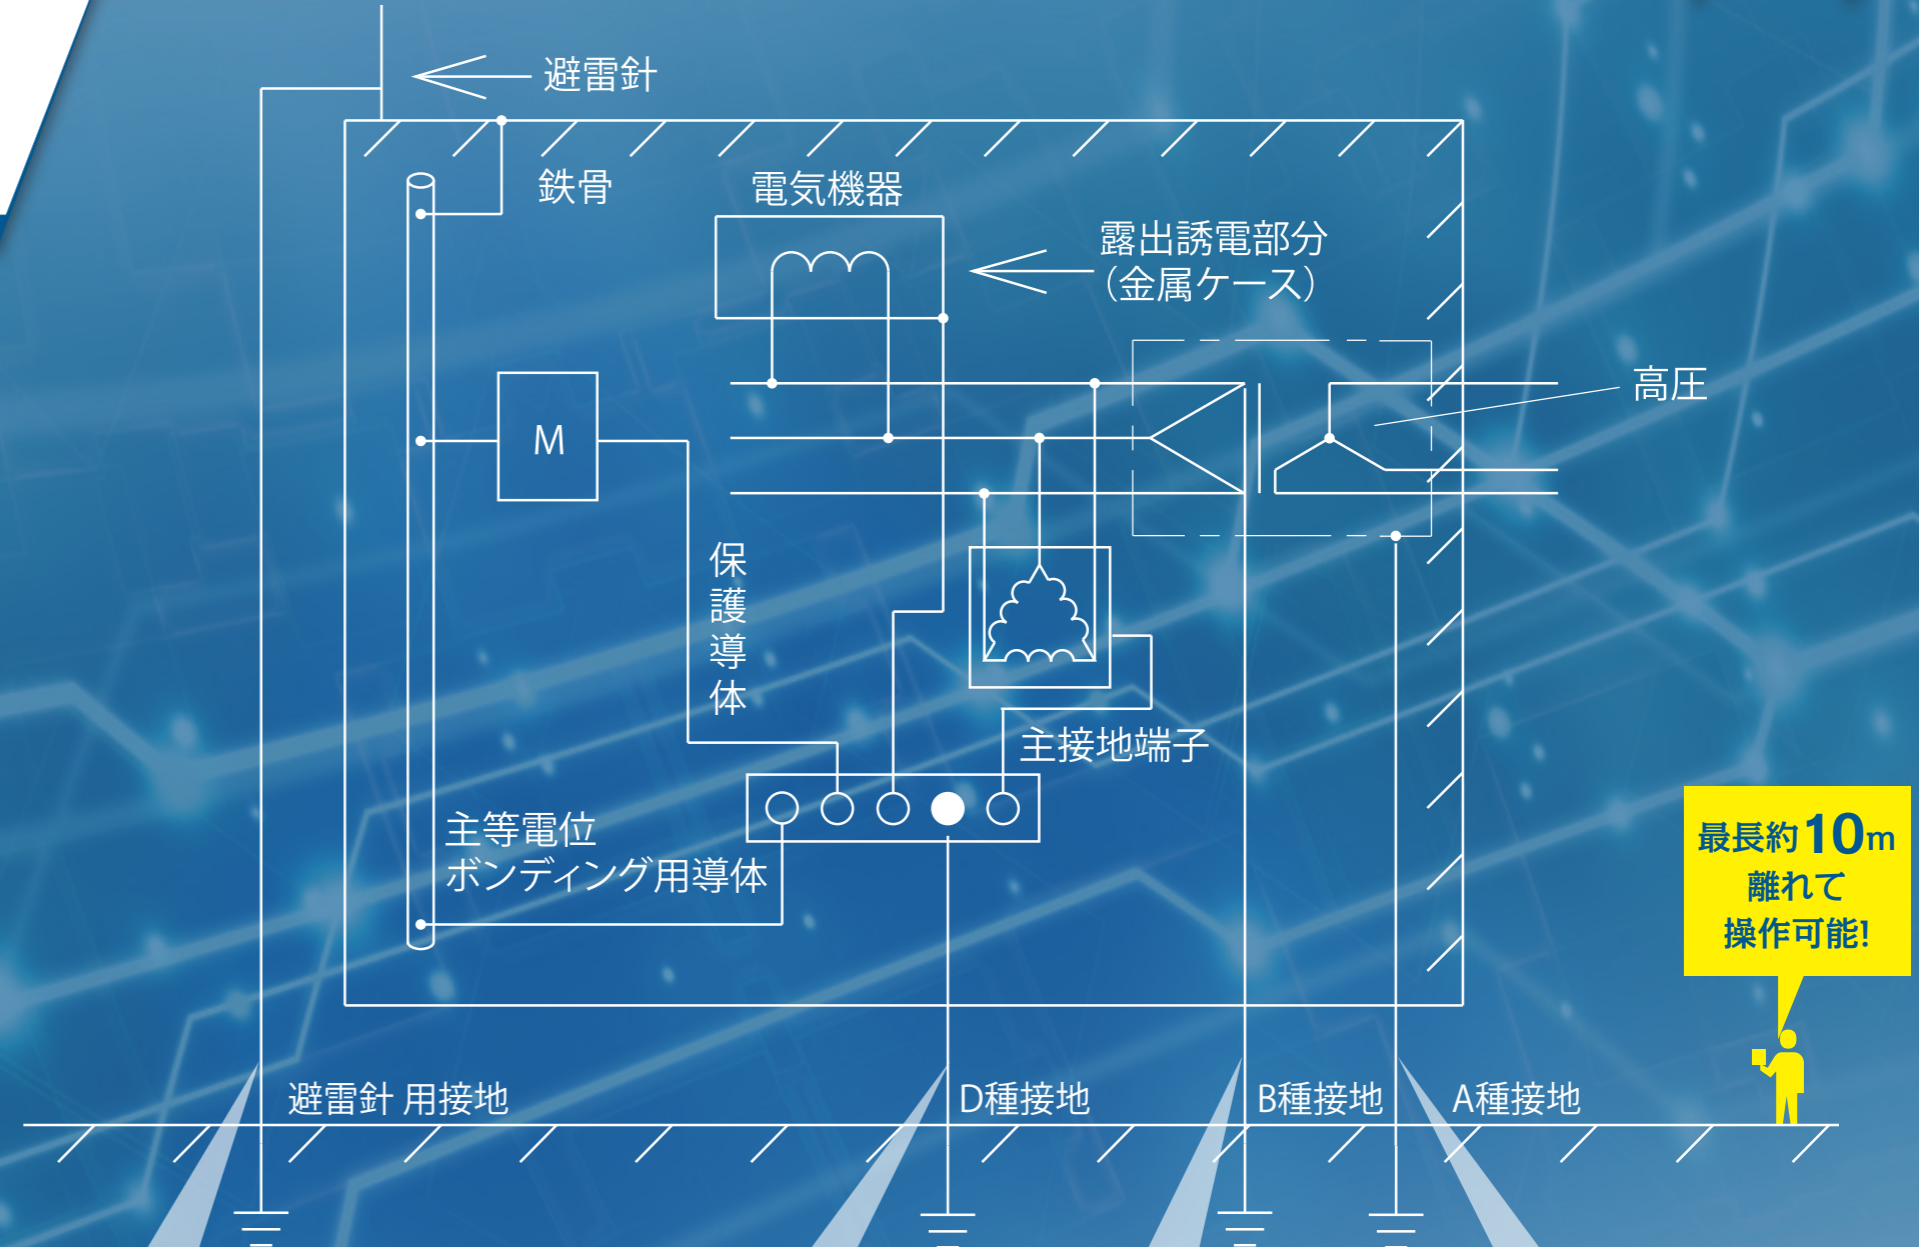 避雷針
鉄骨
電気機器
露出誘電部分
（金属ケース）
高圧
M
保護導体
主接地端子
主等電位
ボンディング用導体
最長約10m
離れて
操作可能!
避雷針 用接地
D種接地
B種接地
A種接地